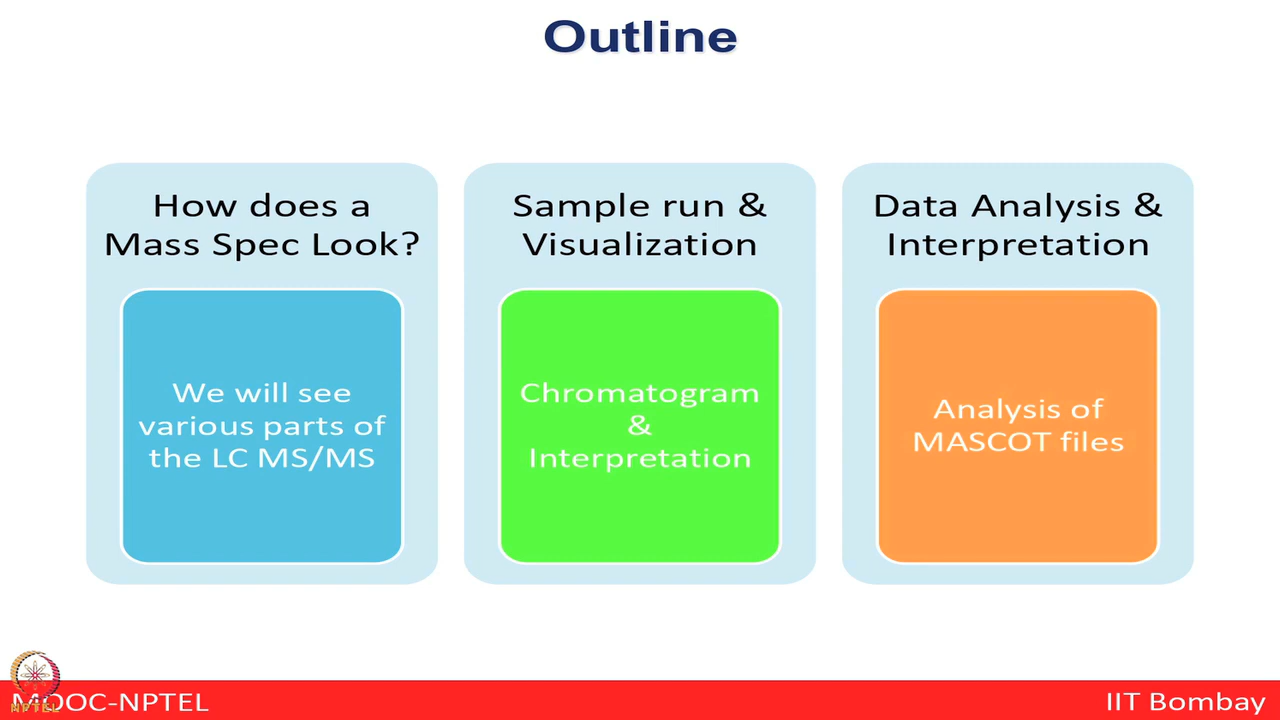 Outline
How does a
Mass Spec Look?
We will see
various parts of
the LC MS/MS
Sample run &
Visualization
Chromatogram
&
Interpretation
Data Analysis &
Interpretation
Analysis of
MASCOT files
MOOC-NPTEL
NPTEL
IIT Bombay